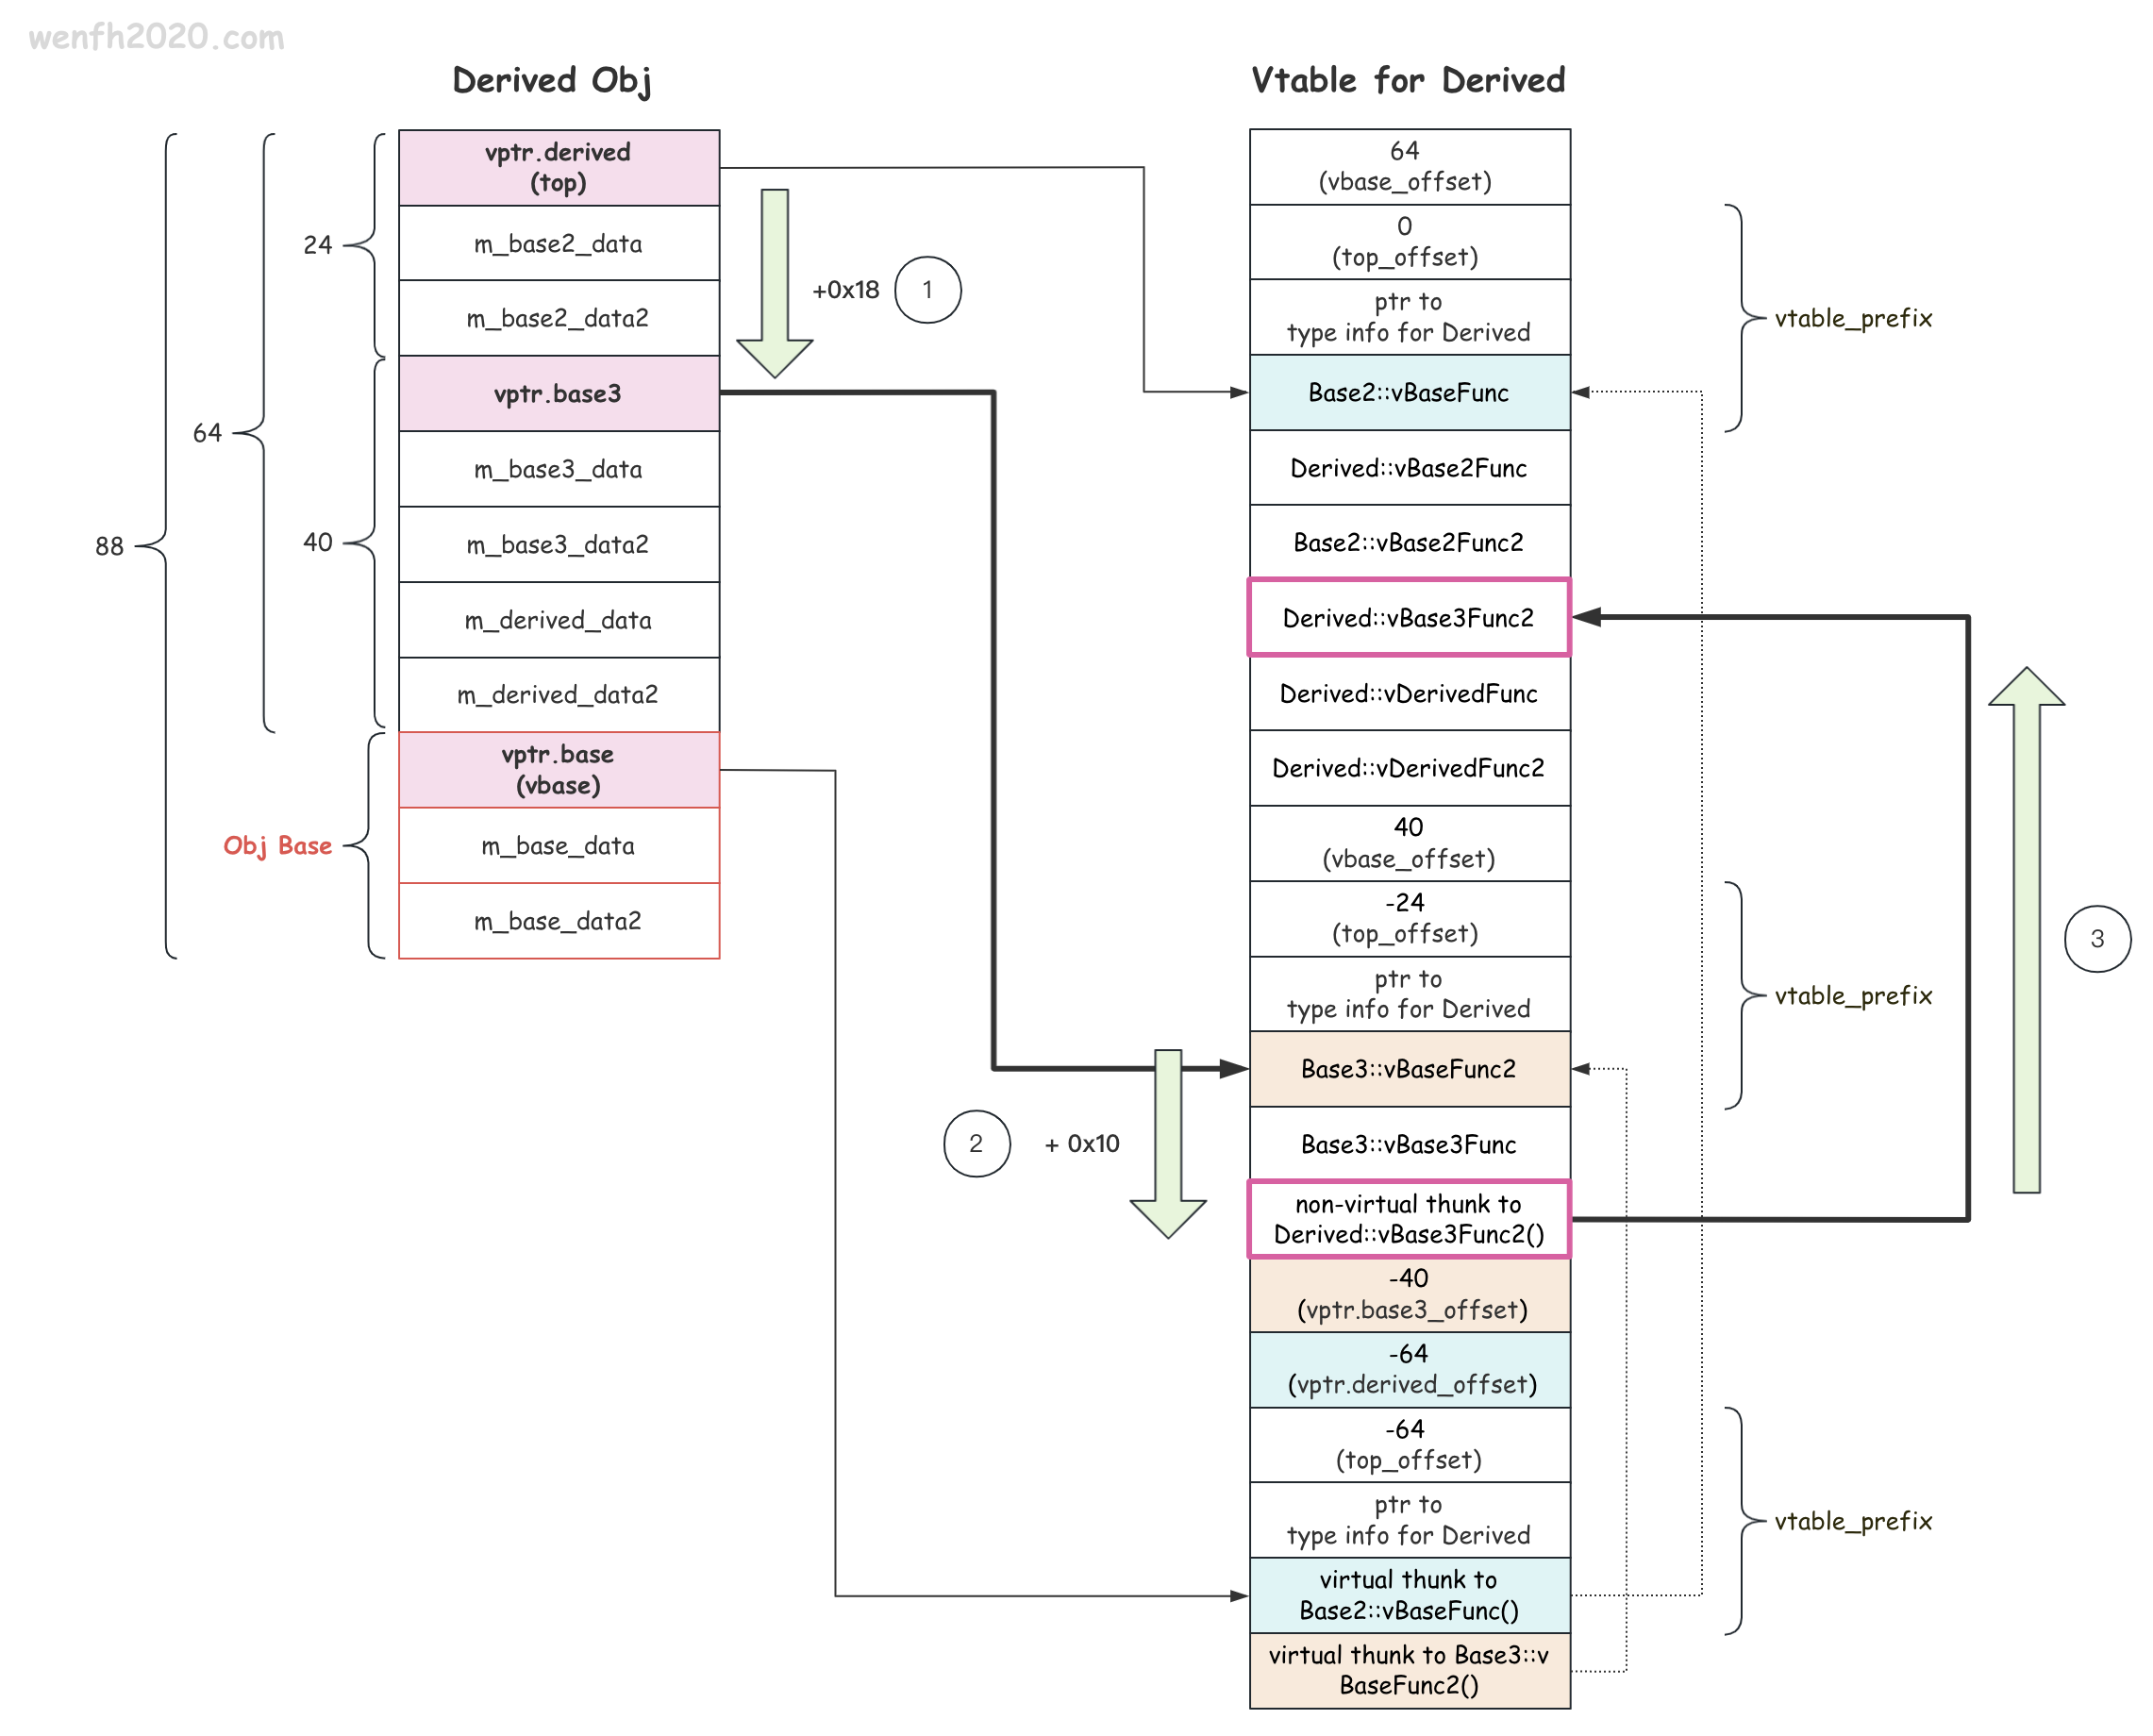 wenfh2020.com
Derived Obj
vptr.derived
(top)
m_base2_data
m_base2_data2
vptr.base3
m_base3_data
m_base3_data2
m_derived_data
m_derived_data2
vptr.base
(vbase)
m_base_data
m_base_data2
24
64
40
88
Obj Base
+0x18
1
2
+ 0x10
Vtable for Derived
64
(vbase_offset)
0
(top_offset)
ptr to
type info for Derived
Base2::vBaseFunc
Derived::vBase2Func
Base2::vBase2Func2
Derived::vBase3Func2
Derived::vDerivedFunc
Derived::vDerivedFunc2
40
(vbase_offset)
-24
(top_offset)
ptr to
type info for Derived
Base3::vBaseFunc2
Base3::vBase3Func
non-virtual thunk to
Derived::vBase3Func2()
-40
(vptr.base3_offset)
-64
(vptr.derived_offset)
-64
(top_offset)
ptr to
type info for Derived
virtual thunk to
Base2::vBaseFunc()
virtual thunk to Base3::v
BaseFunc2()
vtable_prefix
vtable_prefix
vtable_prefix
3